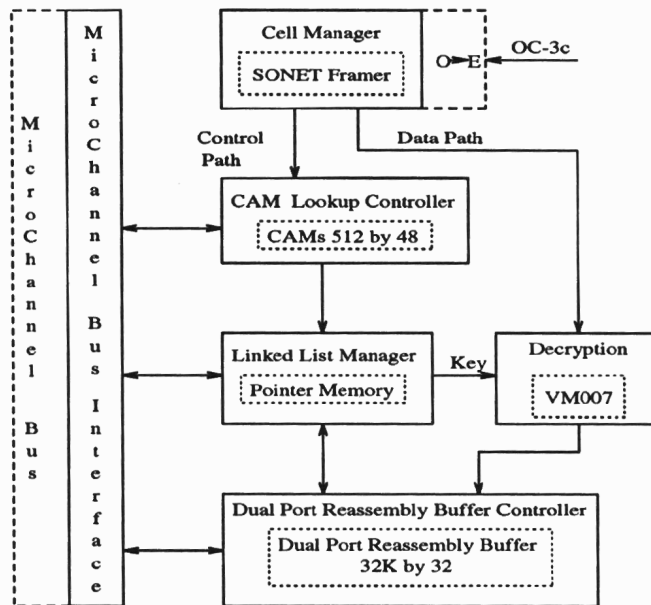 Cell Manager
SONET Framer
O E
OC-3c
Control
Path
Data Path
CAM Lookup Controller
CAMs 512 by 48
Linked List Manager
Pointer Memory
Key
Decryption
VM007
Dual Port Reassembly Buffer Controller
Dual Port Reassembly Buffer
32K by 32
MicroChannel Bus
MicroChannel Bus Interface